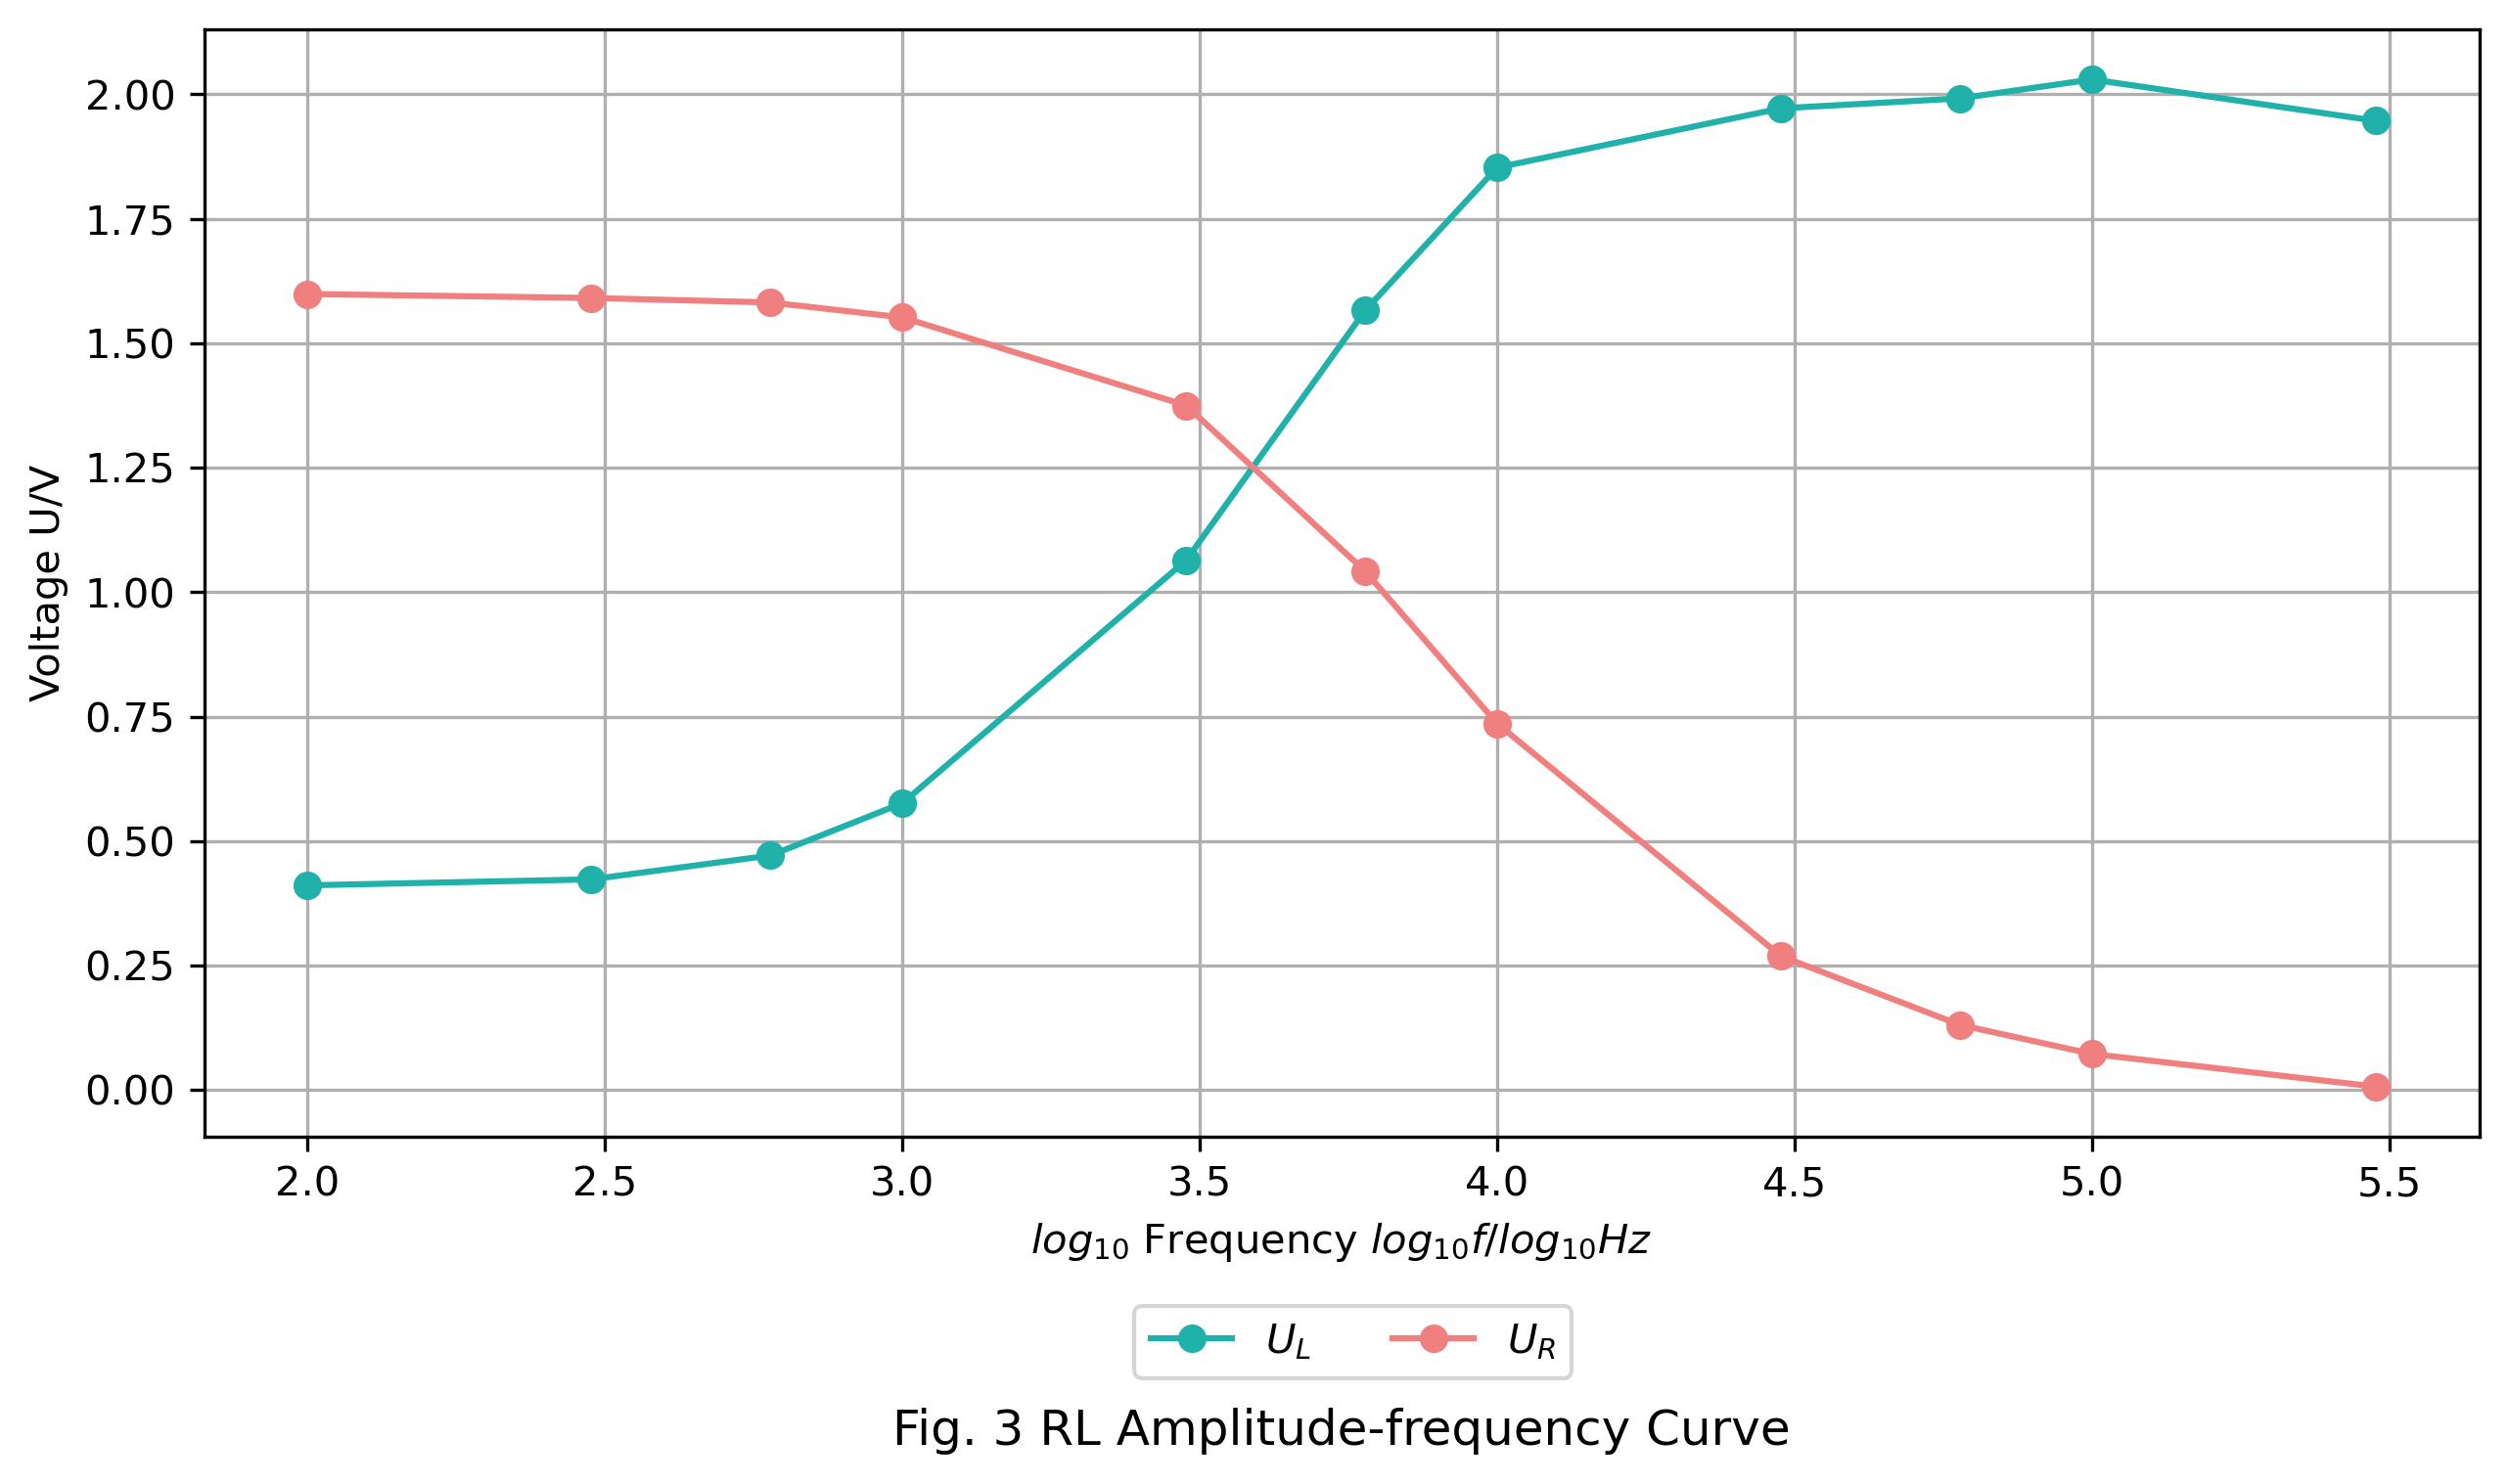 2.00
1.75
1.50
1.25
1.00
0.75
0.50
0.25
0.00
Voltage U/V
2.0 2.5 3.0 3.5 4.0 4.5 5.0 5.5
log₁₀ Frequency log₁₀f/log₁₀Hz
U_L U_R
Fig. 3 RL Amplitude-frequency Curve